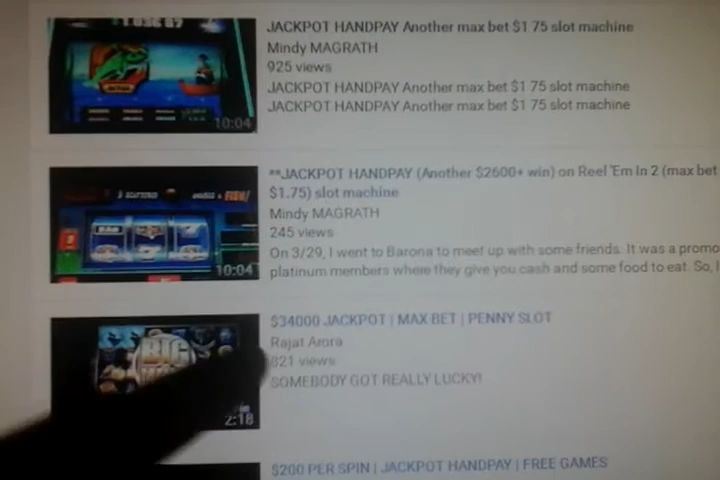 JACKPOT HANDPAY Another max bet $1 75 slot machine
Mindy MAGRATH
925 views
JACKPOT HANDPAY Another max bet $1 75 slot machine
JACKPOT HANDPAY Another max bet $1 75 slot machine
10:04
**JACKPOT HANDPAY (Another $2600+ win) on Reel 'Em In 2 (max bet
$1.75) slot machine
Mindy MAGRATH
245 views
On 3/29, I went to Barona to meet up with some friends. It was a promo
platinum members where they give you cash and some food to eat. So, I
10:04
$34000 JACKPOT | MAX BET | PENNY SLOT
Rajat Arora
621 views
SOMEBODY GOT REALLY LUCKY!
BIG
2:18
$200 PER SPIN | JACKPOT HANDPAY | FREE GAMES